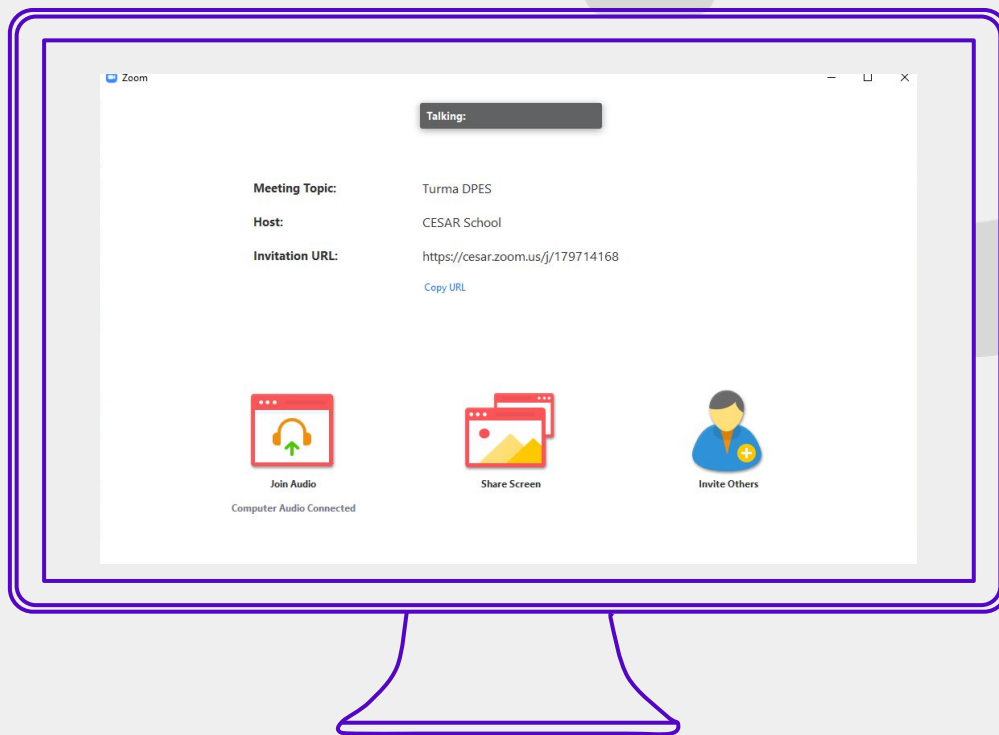 Zoom
Talking:
Meeting Topic: Turma DPES
Host: CESAR School
Invitation URL: https://cesar.zoom.us/j/179714168
Copy URL
Join Audio Share Screen Invite Others
Computer Audio Connected